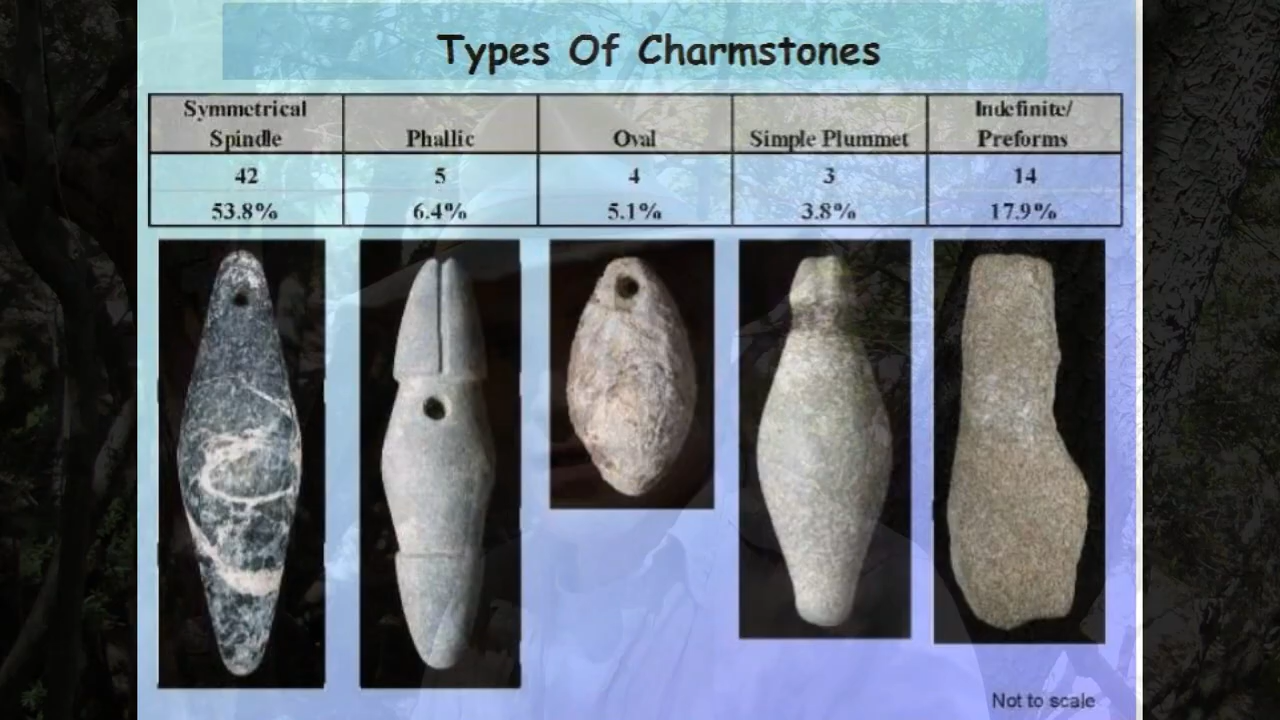 Types Of Charmstones
Symmetrical Spindle Phallic Oval Simple Plummet Indefinite/ Preforms
42 5 4 3 14
53.8% 6.4% 5.1% 3.8% 17.9%
Not to scale